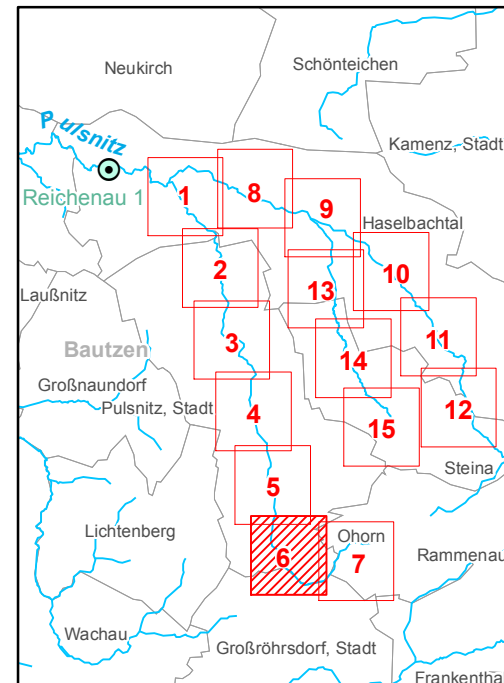 Neukirch
Schönteichen
Pulsnitz
Kamenz, Stadt
Reichenau 1
1
8
9
Haselbachtal
2
10
13
Laußnitz
3
11
Bautzen
14
Großnaundorf
Pulsnitz, Stadt
4
12
15
Steina
5
Lichtenberg
Ohorn
6
7
Rammenau
Wachau
Großröhrsdorf, Stadt
Frankentha